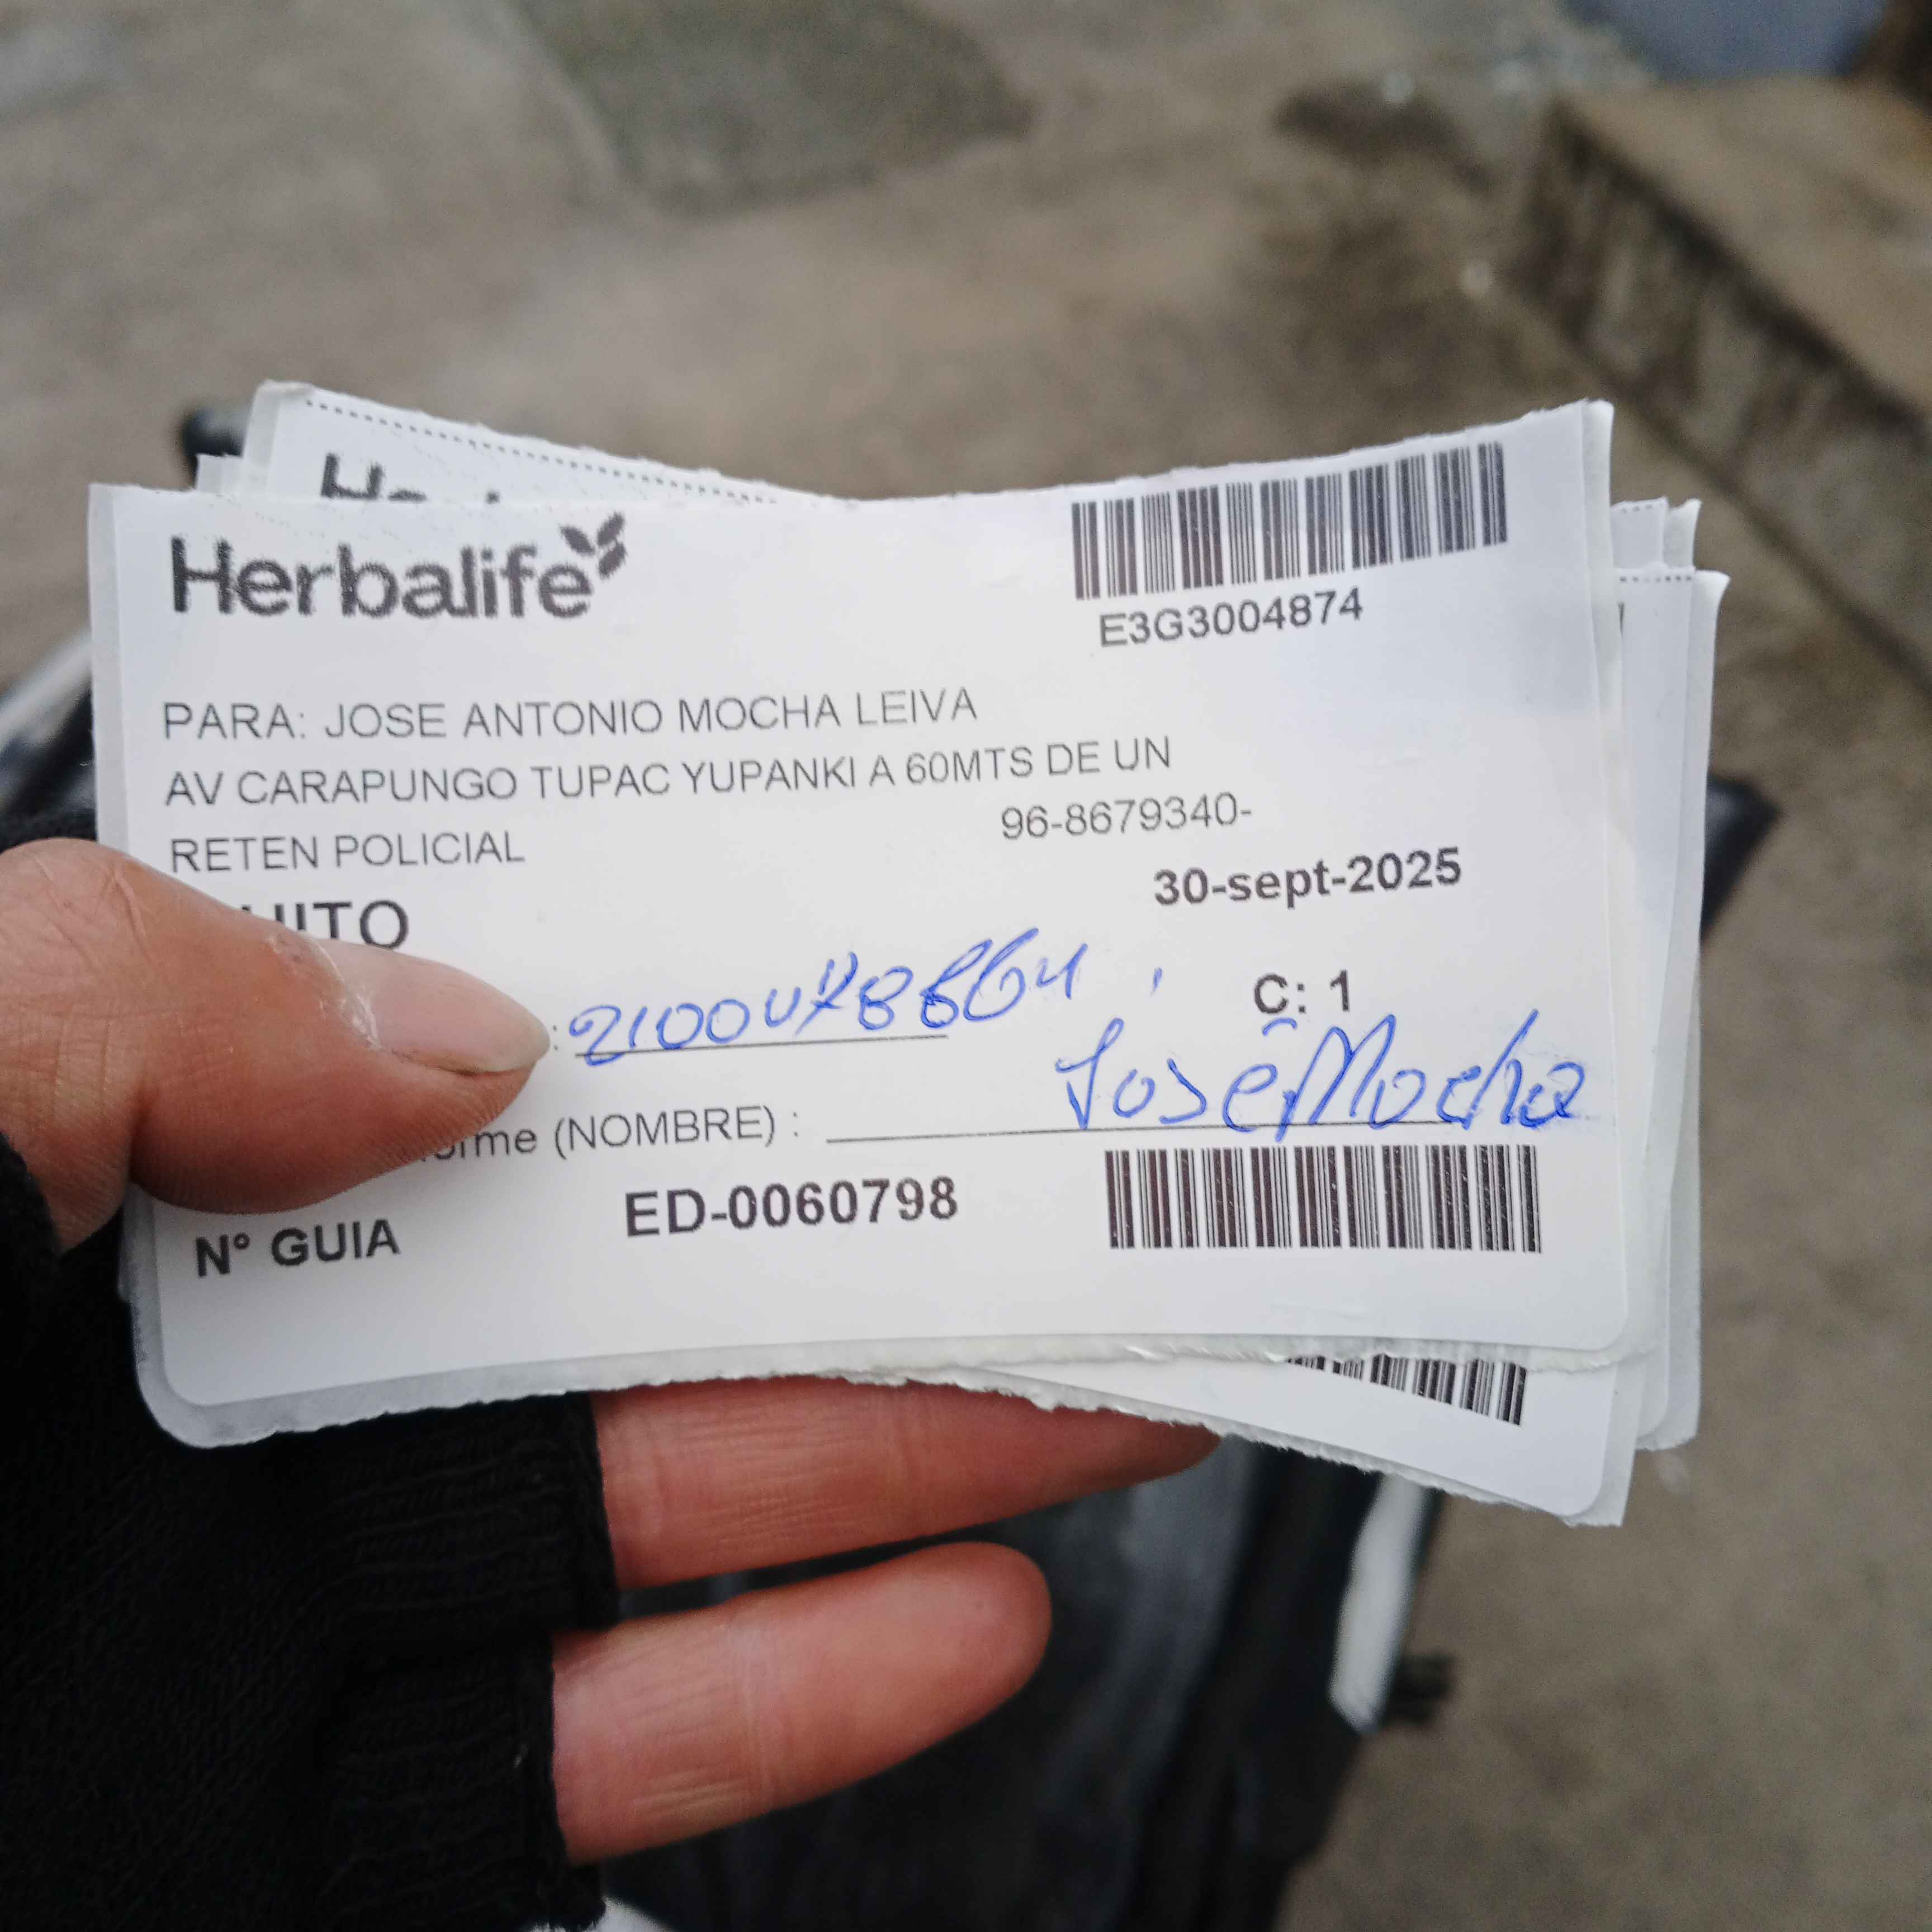 Herbalife
E3G3004874
PARA: JOSE ANTONIO MOCHA LEIVA
AV CARAPUNGO TUPAC YUPANKI A 60MTS DE UN
RETEN POLICIAL
96-8679340-
30-sept-2025
C: 1
José Mocha
(NOMBRE) :
N° GUIA
ED-0060798